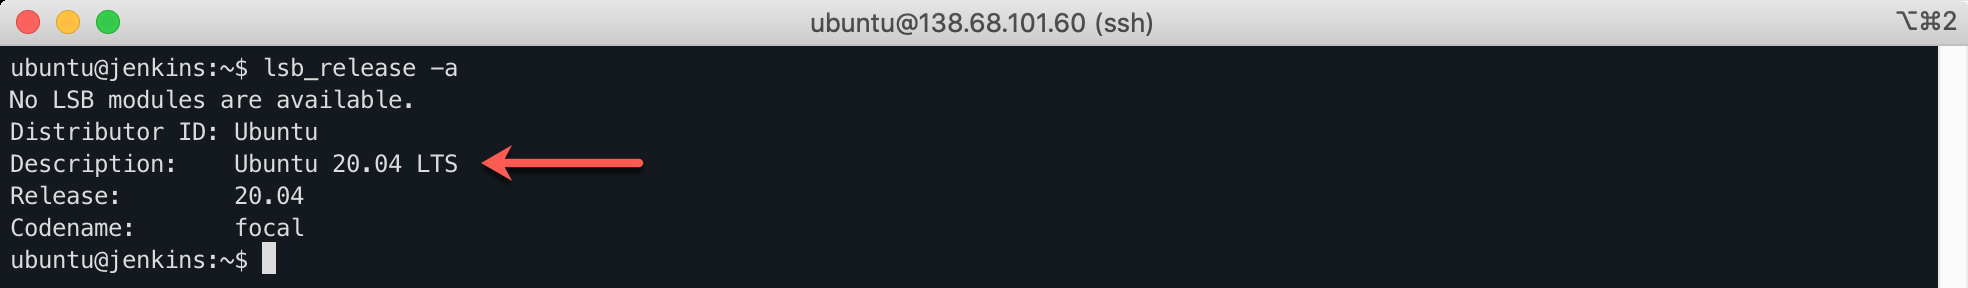 ubuntu@138.68.101.60 (ssh)
⌥⌘2
ubuntu@jenkins:~$ lsb_release -a
No LSB modules are available.
Distributor ID: Ubuntu
Description:    Ubuntu 20.04 LTS
Release:        20.04
Codename:       focal
ubuntu@jenkins:~$